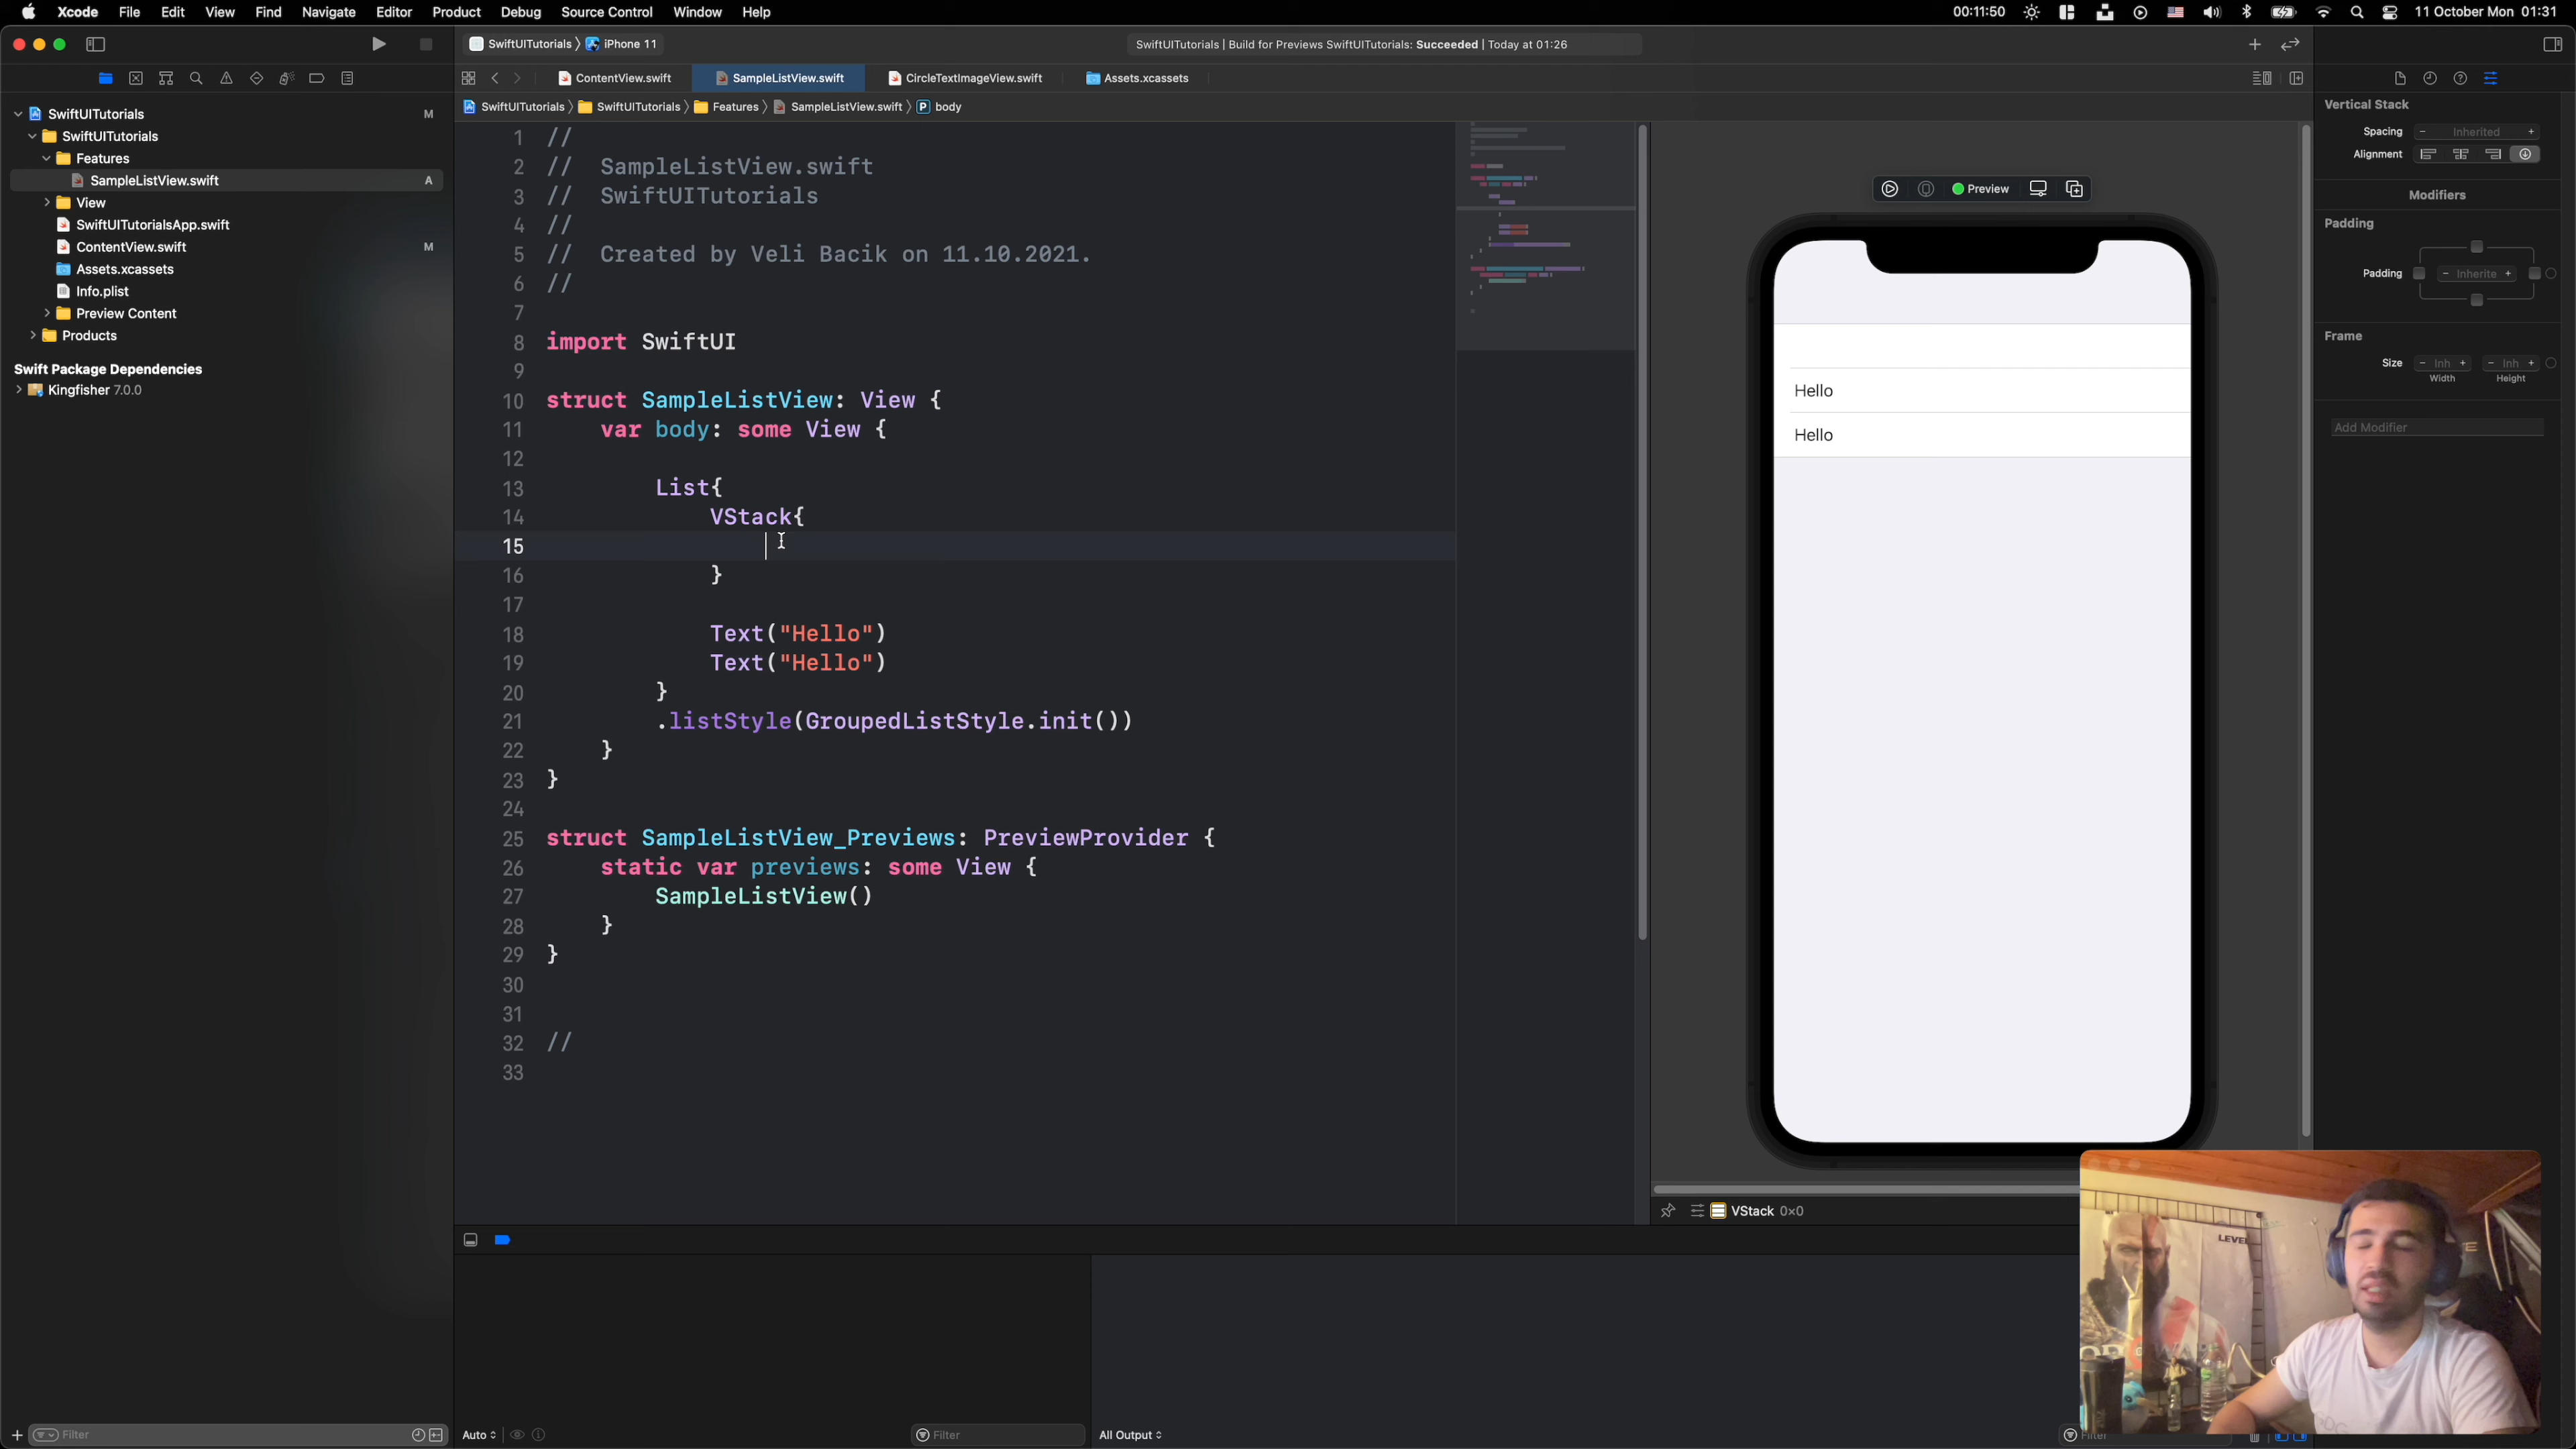 Xcode File Edit View Find Navigate Editor Product Debug Source Control Window Help 00:11:50 11 October Mon 01:31
SwiftUITutorials iPhone 11 SwiftUITutorials | Build for Previews SwiftUITutorials: Succeeded | Today at 01:26
ContentView.swift SampleListView.swift CircleTextImageView.swift Assets.xcassets
SwiftUITutorials SwiftUITutorials Features SampleListView.swift P body
SwiftUITutorials M
SwiftUITutorials
Features
SampleListView.swift A
View
SwiftUITutorialsApp.swift
ContentView.swift M
Assets.xcassets
Info.plist
Preview Content
Products
Swift Package Dependencies
Kingfisher 7.0.0
1 //
2 // SampleListView.swift
3 // SwiftUITutorials
4 //
5 // Created by Veli Bacik on 11.10.2021.
6 //
7
8 import SwiftUI
9
10 struct SampleListView: View {
11 var body: some View {
12
13 List{
14 VStack{
15
16 }
17
18 Text("Hello")
19 Text("Hello")
20 }
21 .listStyle(GroupedListStyle.init())
22 }
23 }
24
25 struct SampleListView_Previews: PreviewProvider {
26 static var previews: some View {
27 SampleListView()
28 }
29 }
30
31
32 //
33
Preview
Hello
Hello
VStack 0×0
Vertical Stack
Spacing - Inherited +
Alignment
Modifiers
Padding
Padding - Inherite +
Frame
Size - Inh + - Inh +
Width Height
Add Modifier
LEVEL
Filter
Auto
Filter
All Output
Filter